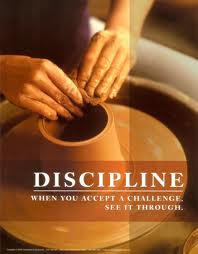 DISCIPLINE
WHEN YOU ACCEPT A CHALLENGE,
SEE IT THROUGH.